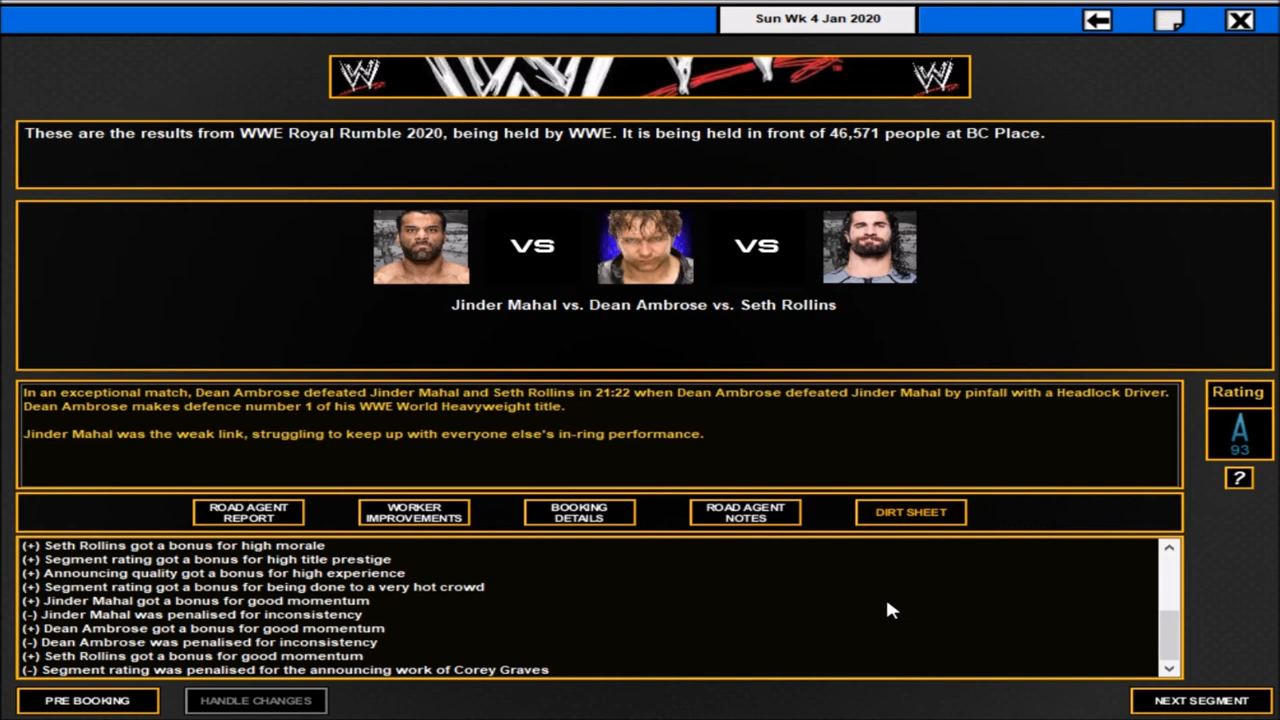 Sun Wk 4 Jan 2020
These are the results from WWE Royal Rumble 2020, being held by WWE. It is being held in front of 46,571 people at BC Place.
VS
VS
Jinder Mahal vs. Dean Ambrose vs. Seth Rollins
In an exceptional match, Dean Ambrose defeated Jinder Mahal and Seth Rollins in 21:22 when Dean Ambrose defeated Jinder Mahal by pinfall with a Headlock Driver.
Dean Ambrose makes defence number 1 of his WWE World Heavyweight title.
Jinder Mahal was the weak link, struggling to keep up with everyone else's in-ring performance.
Rating
A
93
?
ROAD AGENT
REPORT
WORKER
IMPROVEMENTS
BOOKING
DETAILS
ROAD AGENT
NOTES
DIRT SHEET
(+) Seth Rollins got a bonus for high morale
(+) Segment rating got a bonus for high title prestige
(+) Announcing quality got a bonus for high experience
(+) Segment rating got a bonus for being done to a very hot crowd
(+) Jinder Mahal got a bonus for good momentum
(-) Jinder Mahal was penalised for inconsistency
(+) Dean Ambrose got a bonus for good momentum
(-) Dean Ambrose was penalised for inconsistency
(+) Seth Rollins got a bonus for good momentum
(-) Segment rating was penalised for the announcing work of Corey Graves
PRE BOOKING
HANDLE CHANGES
NEXT SEGMENT